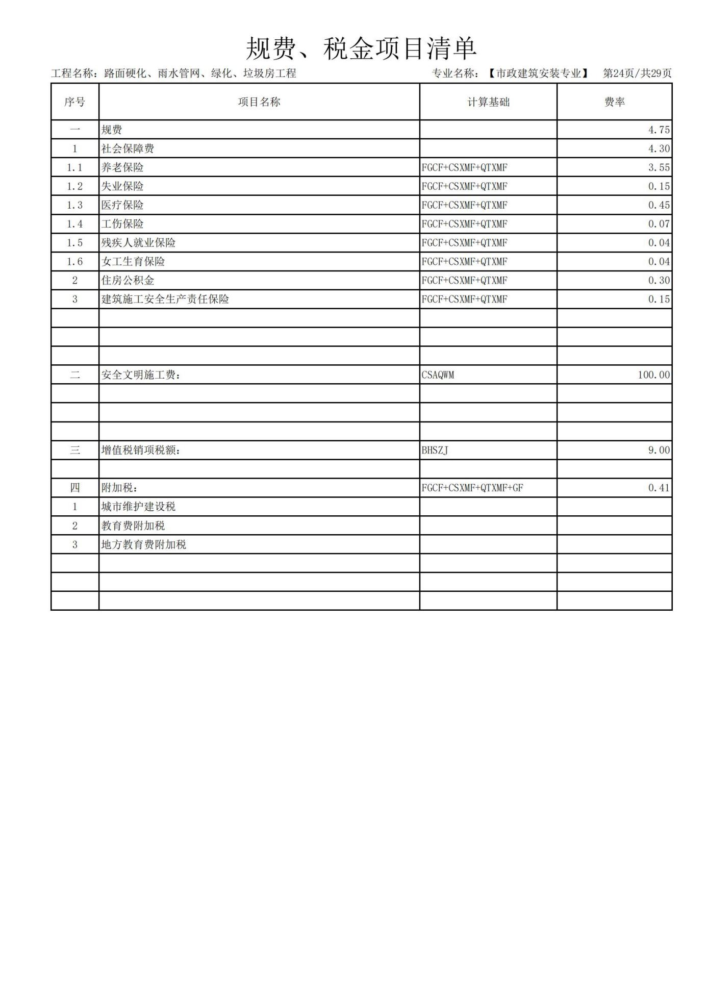 规费、税金项目清单
工程名称：路面硬化、雨水管网、绿化、垃圾房工程 专业名称：【市政建筑安装专业】 第24页/共29页
序号 项目名称 计算基础 费率
一 规费 4.75
1 社会保障费 4.30
1.1 养老保险 FGCF+CSXMF+QTXMF 3.55
1.2 失业保险 FGCF+CSXMF+QTXMF 0.15
1.3 医疗保险 FGCF+CSXMF+QTXMF 0.45
1.4 工伤保险 FGCF+CSXMF+QTXMF 0.07
1.5 残疾人就业保险 FGCF+CSXMF+QTXMF 0.04
1.6 女工生育保险 FGCF+CSXMF+QTXMF 0.04
2 住房公积金 FGCF+CSXMF+QTXMF 0.30
3 建筑施工安全生产责任保险 FGCF+CSXMF+QTXMF 0.15
二 安全文明施工费： CSAQWM 100.00
三 增值税销项税额： BHSZJ 9.00
四 附加税： FGCF+CSXMF+QTXMF+GF 0.41
1 城市维护建设税
2 教育费附加税
3 地方教育费附加税